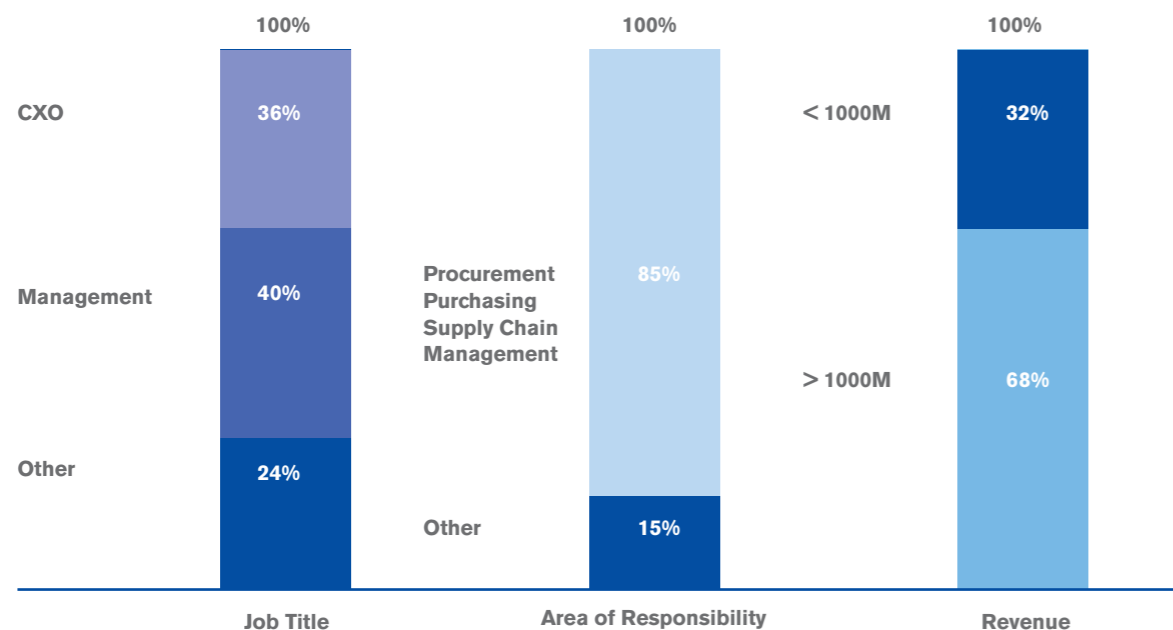 100%
100%
100%
CXO
36%
< 1000M
32%
Procurement
Purchasing
Supply Chain
Management
85%
Management
40%
> 1000M
68%
Other
24%
Other
15%
Job Title
Area of Responsibility
Revenue